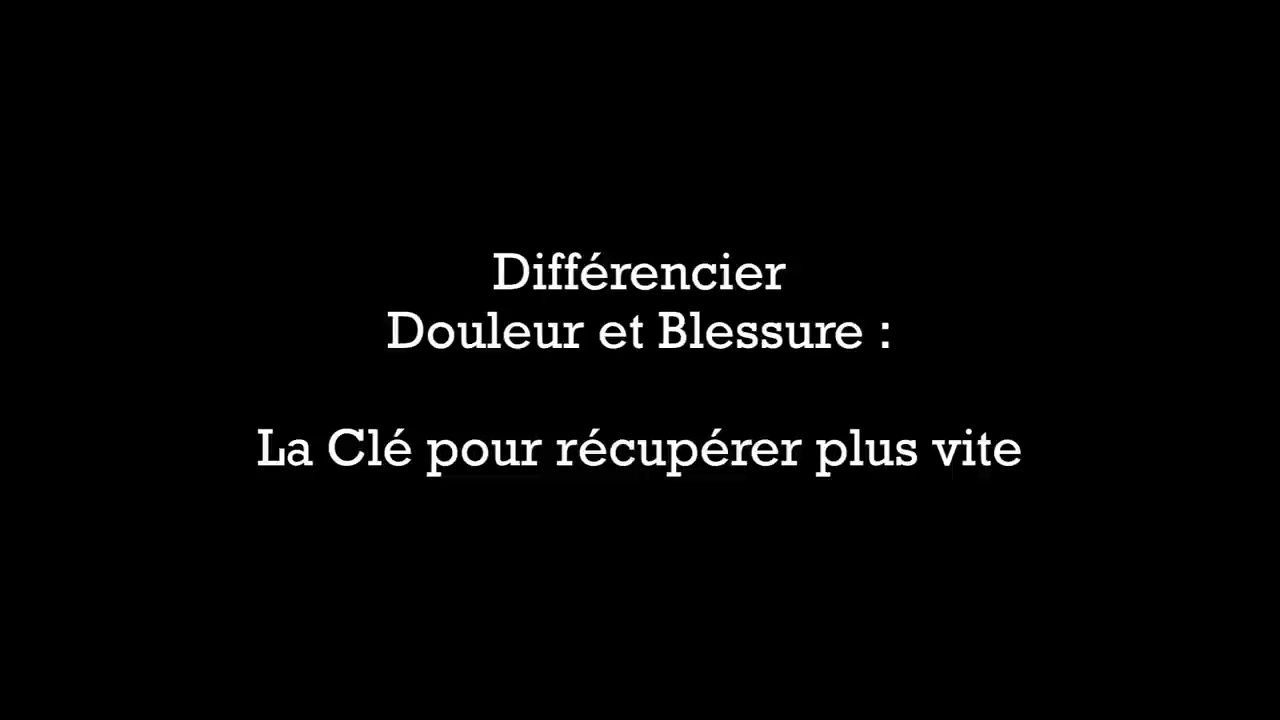 Différencier
Douleur et Blessure :
La Clé pour récupérer plus vite